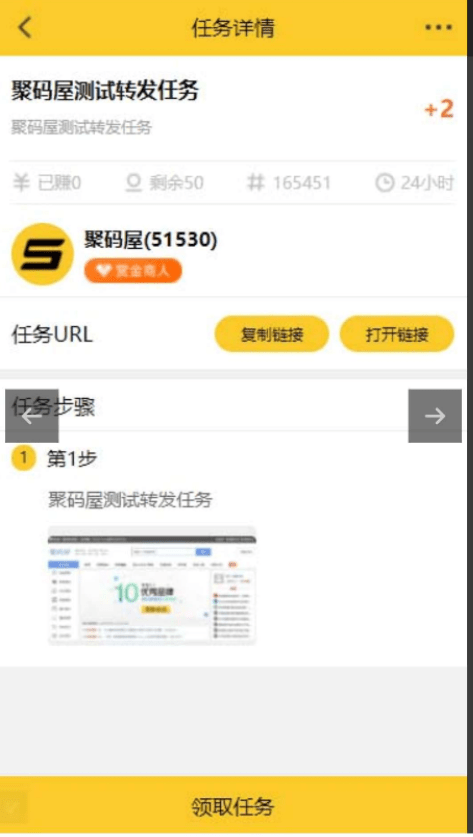 任务详情
聚码屋测试转发任务
+2
聚码屋测试转发任务
已赚0 剩余50 165451 24小时
聚码屋(51530)
赏金商人
任务URL 复制链接 打开链接
任务步骤
1 第1步
聚码屋测试转发任务
10 优秀品牌
领取任务